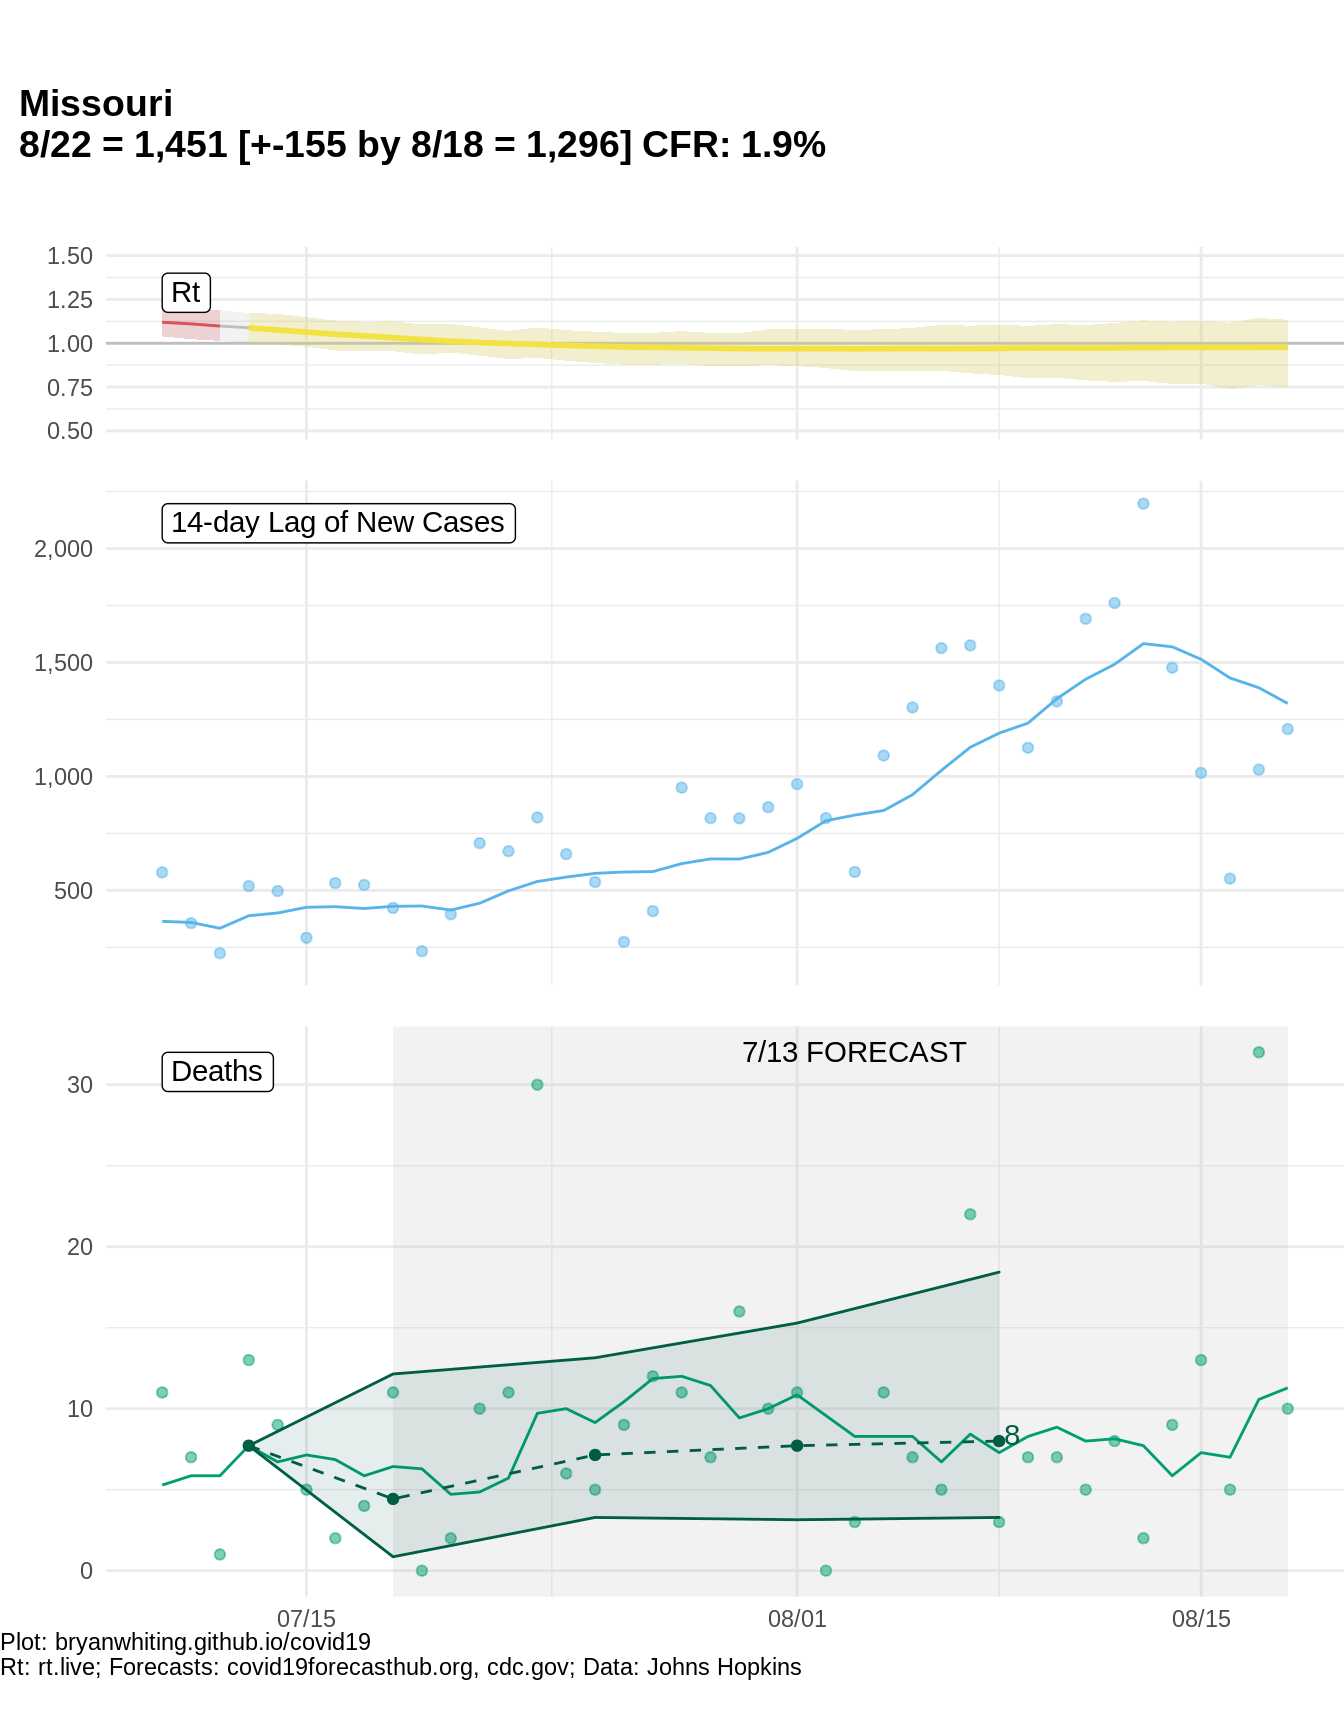 Missouri
8/22 = 1,451 [+-155 by 8/18 = 1,296] CFR: 1.9%
1.50
1.25
1.00
0.75
0.50
Rt
14-day Lag of New Cases
2,000
1,500
1,000
500
7/13 FORECAST
Deaths
30
20
10
0
8
07/15
08/01
08/15
Plot: bryanwhiting.github.io/covid19
Rt: rt.live; Forecasts: covid19forecasthub.org, cdc.gov; Data: Johns Hopkins